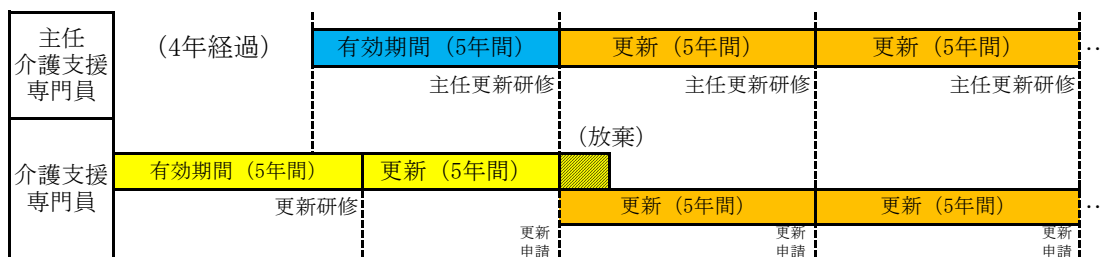 主任
介護支援
専門員
（4年経過）
有効期間（5年間）
更新（5年間）
更新（5年間）
‥
主任更新研修
主任更新研修
主任更新研修
介護支援
専門員
（放棄）
有効期間（5年間）
更新（5年間）
更新研修
更新（5年間）
更新（5年間）
‥
更新
申請
更新
申請
更新
申請